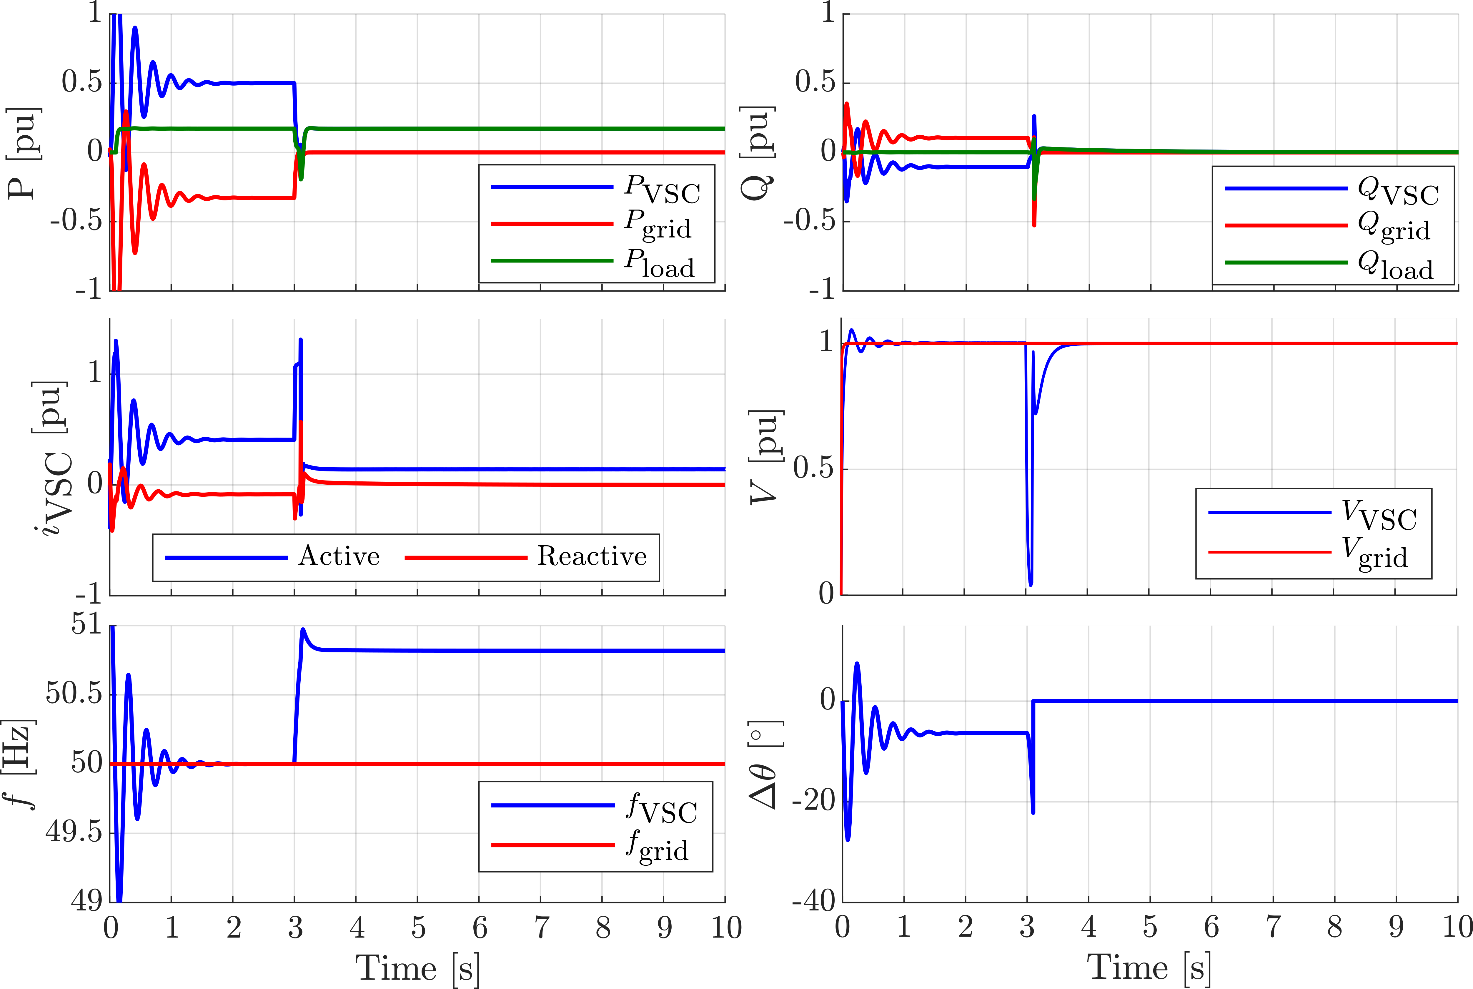 P [pu]
1
0.5
0
-0.5
-1
P_VSC
P_grid
P_load
Q [pu]
1
0.5
0
-0.5
-1
Q_VSC
Q_grid
Q_load
i_VSC [pu]
1
0
-1
Active Reactive
V [pu]
1
0.5
0
V_VSC
V_grid
f [Hz]
51
50.5
50
49.5
49
f_VSC
f_grid
0 1 2 3 4 5 6 7 8 9 10
Time [s]
Δθ [°]
0
-20
-40
0 1 2 3 4 5 6 7 8 9 10
Time [s]